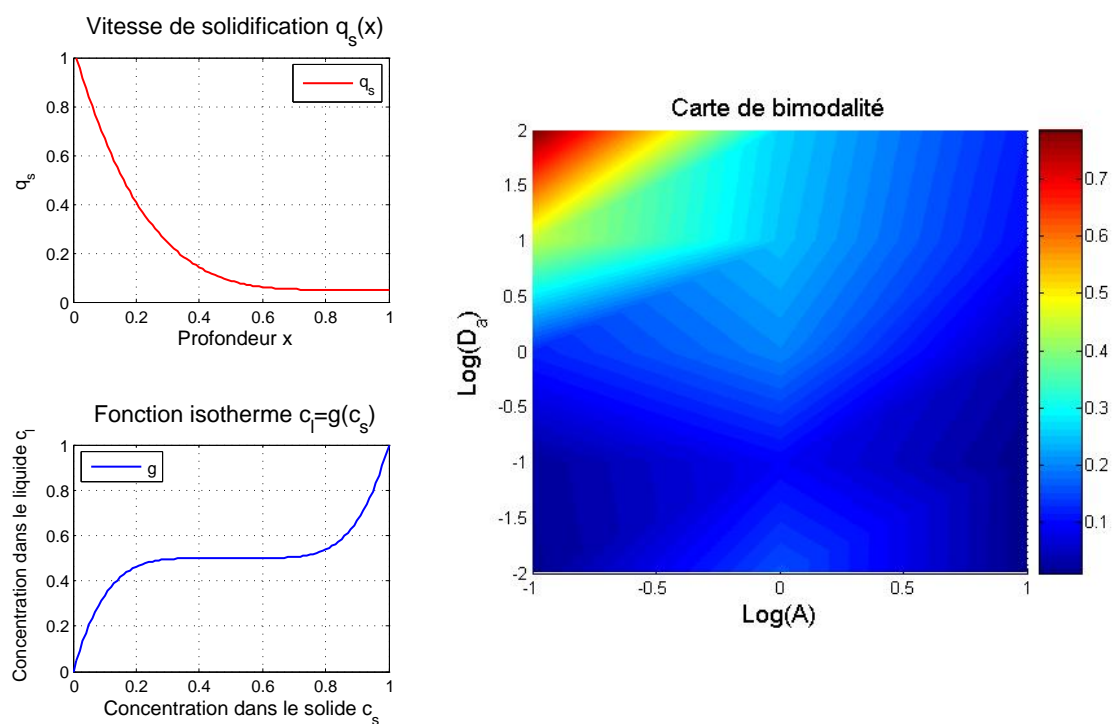 Vitesse de solidification q_s(x)
1
0.8
0.6
0.4
0.2
0
q_s
q_s
0 0.2 0.4 0.6 0.8 1
Profondeur x
Fonction isotherme c_l=g(c_s)
1
0.8
0.6
0.4
0.2
0
Concentration dans le liquide c_l
g
0 0.2 0.4 0.6 0.8 1
Concentration dans le solide c_s
Carte de bimodalité
2
1.5
1
0.5
0
-0.5
-1
-1.5
-2
Log(D_a)
-1 -0.5 0 0.5 1
Log(A)
0.7
0.6
0.5
0.4
0.3
0.2
0.1